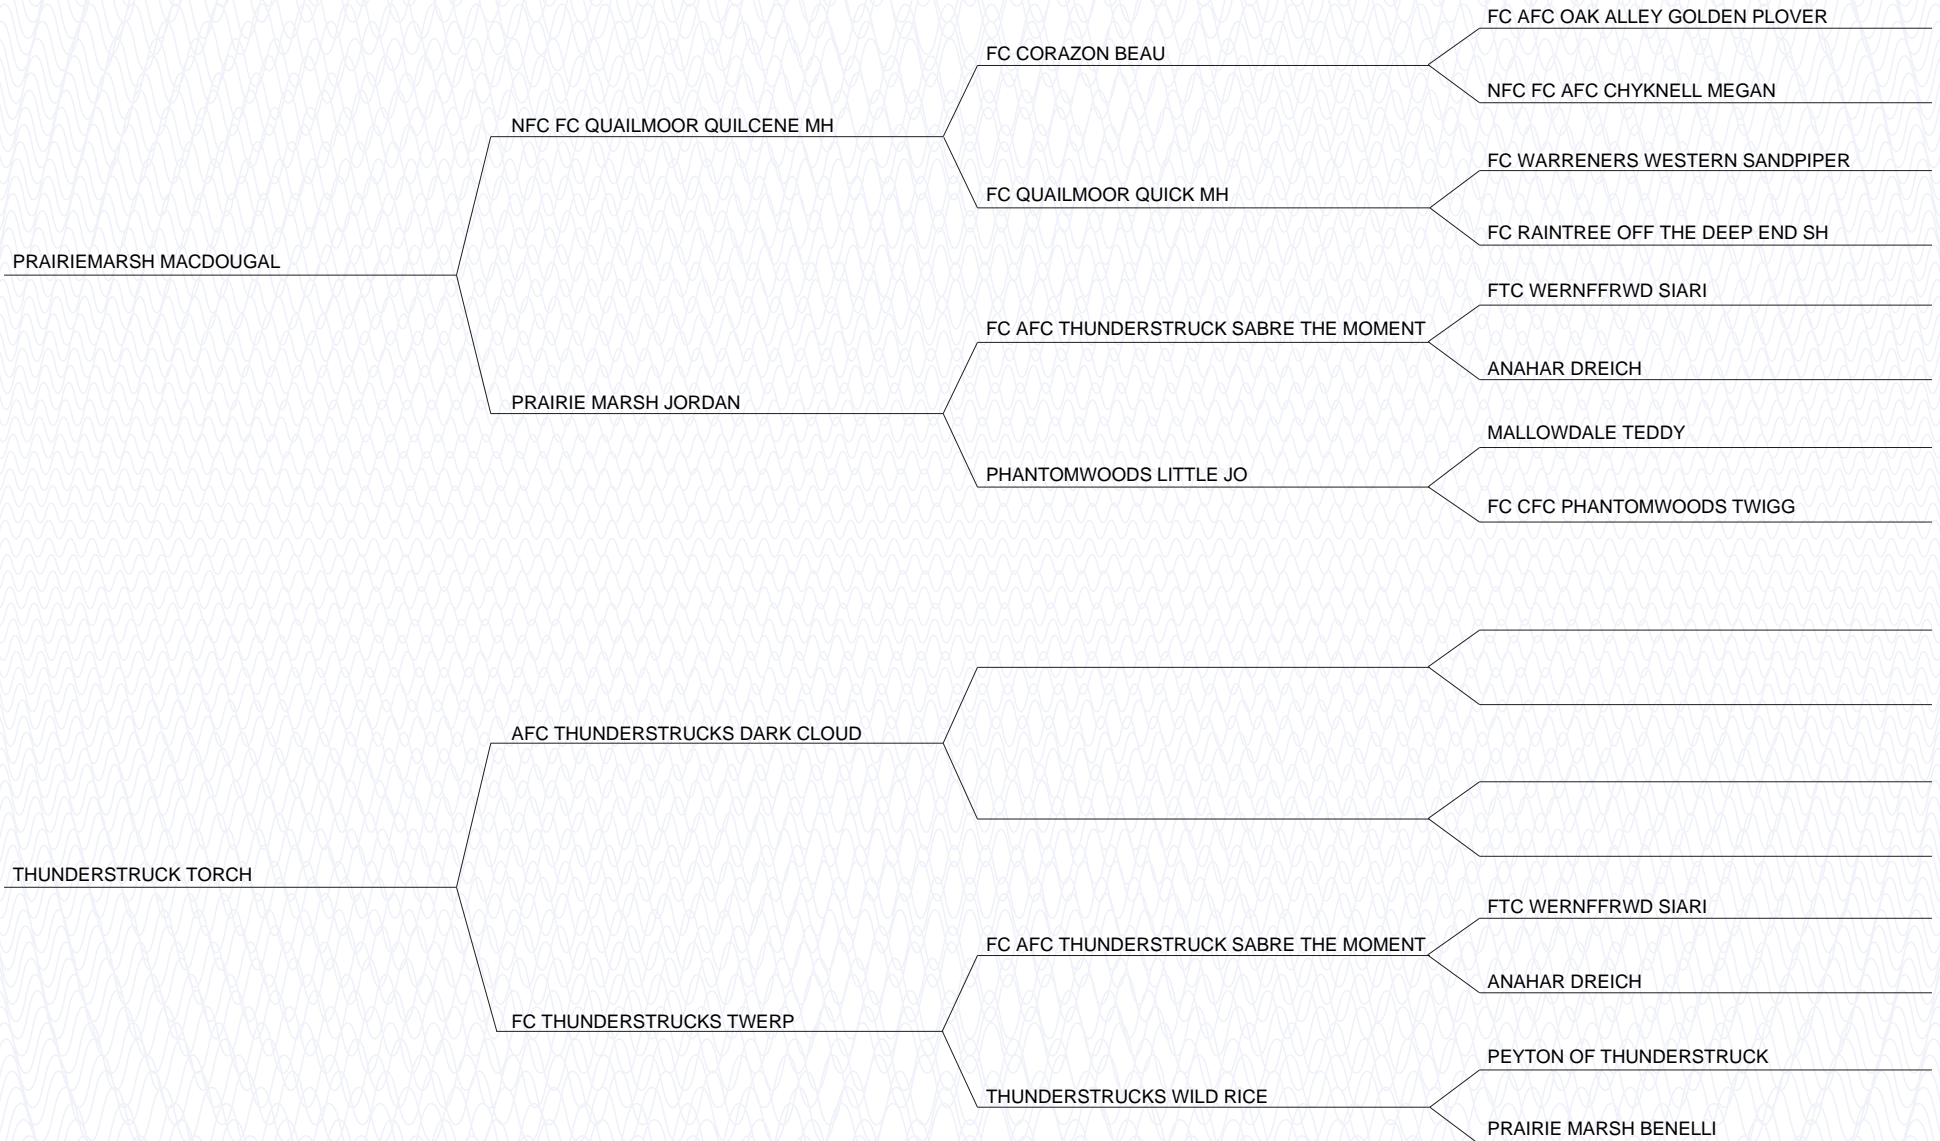 FC AFC OAK ALLEY GOLDEN PLOVER
FC CORAZON BEAU
NFC FC AFC CHYKNELL MEGAN
NFC FC QUAILMOOR QUILCENE MH
FC WARRENERS WESTERN SANDPIPER
FC QUAILMOOR QUICK MH
FC RAINTREE OFF THE DEEP END SH
PRAIRIEMARSH MACDOUGAL
FTC WERNFFRWD SIARI
FC AFC THUNDERSTRUCK SABRE THE MOMENT
ANAHAR DREICH
PRAIRIE MARSH JORDAN
MALLOWDALE TEDDY
PHANTOMWOODS LITTLE JO
FC CFC PHANTOMWOODS TWIGG
AFC THUNDERSTRUCKS DARK CLOUD
THUNDERSTRUCK TORCH
FTC WERNFFRWD SIARI
FC AFC THUNDERSTRUCK SABRE THE MOMENT
ANAHAR DREICH
FC THUNDERSTRUCKS TWERP
PEYTON OF THUNDERSTRUCK
THUNDERSTRUCKS WILD RICE
PRAIRIE MARSH BENELLI